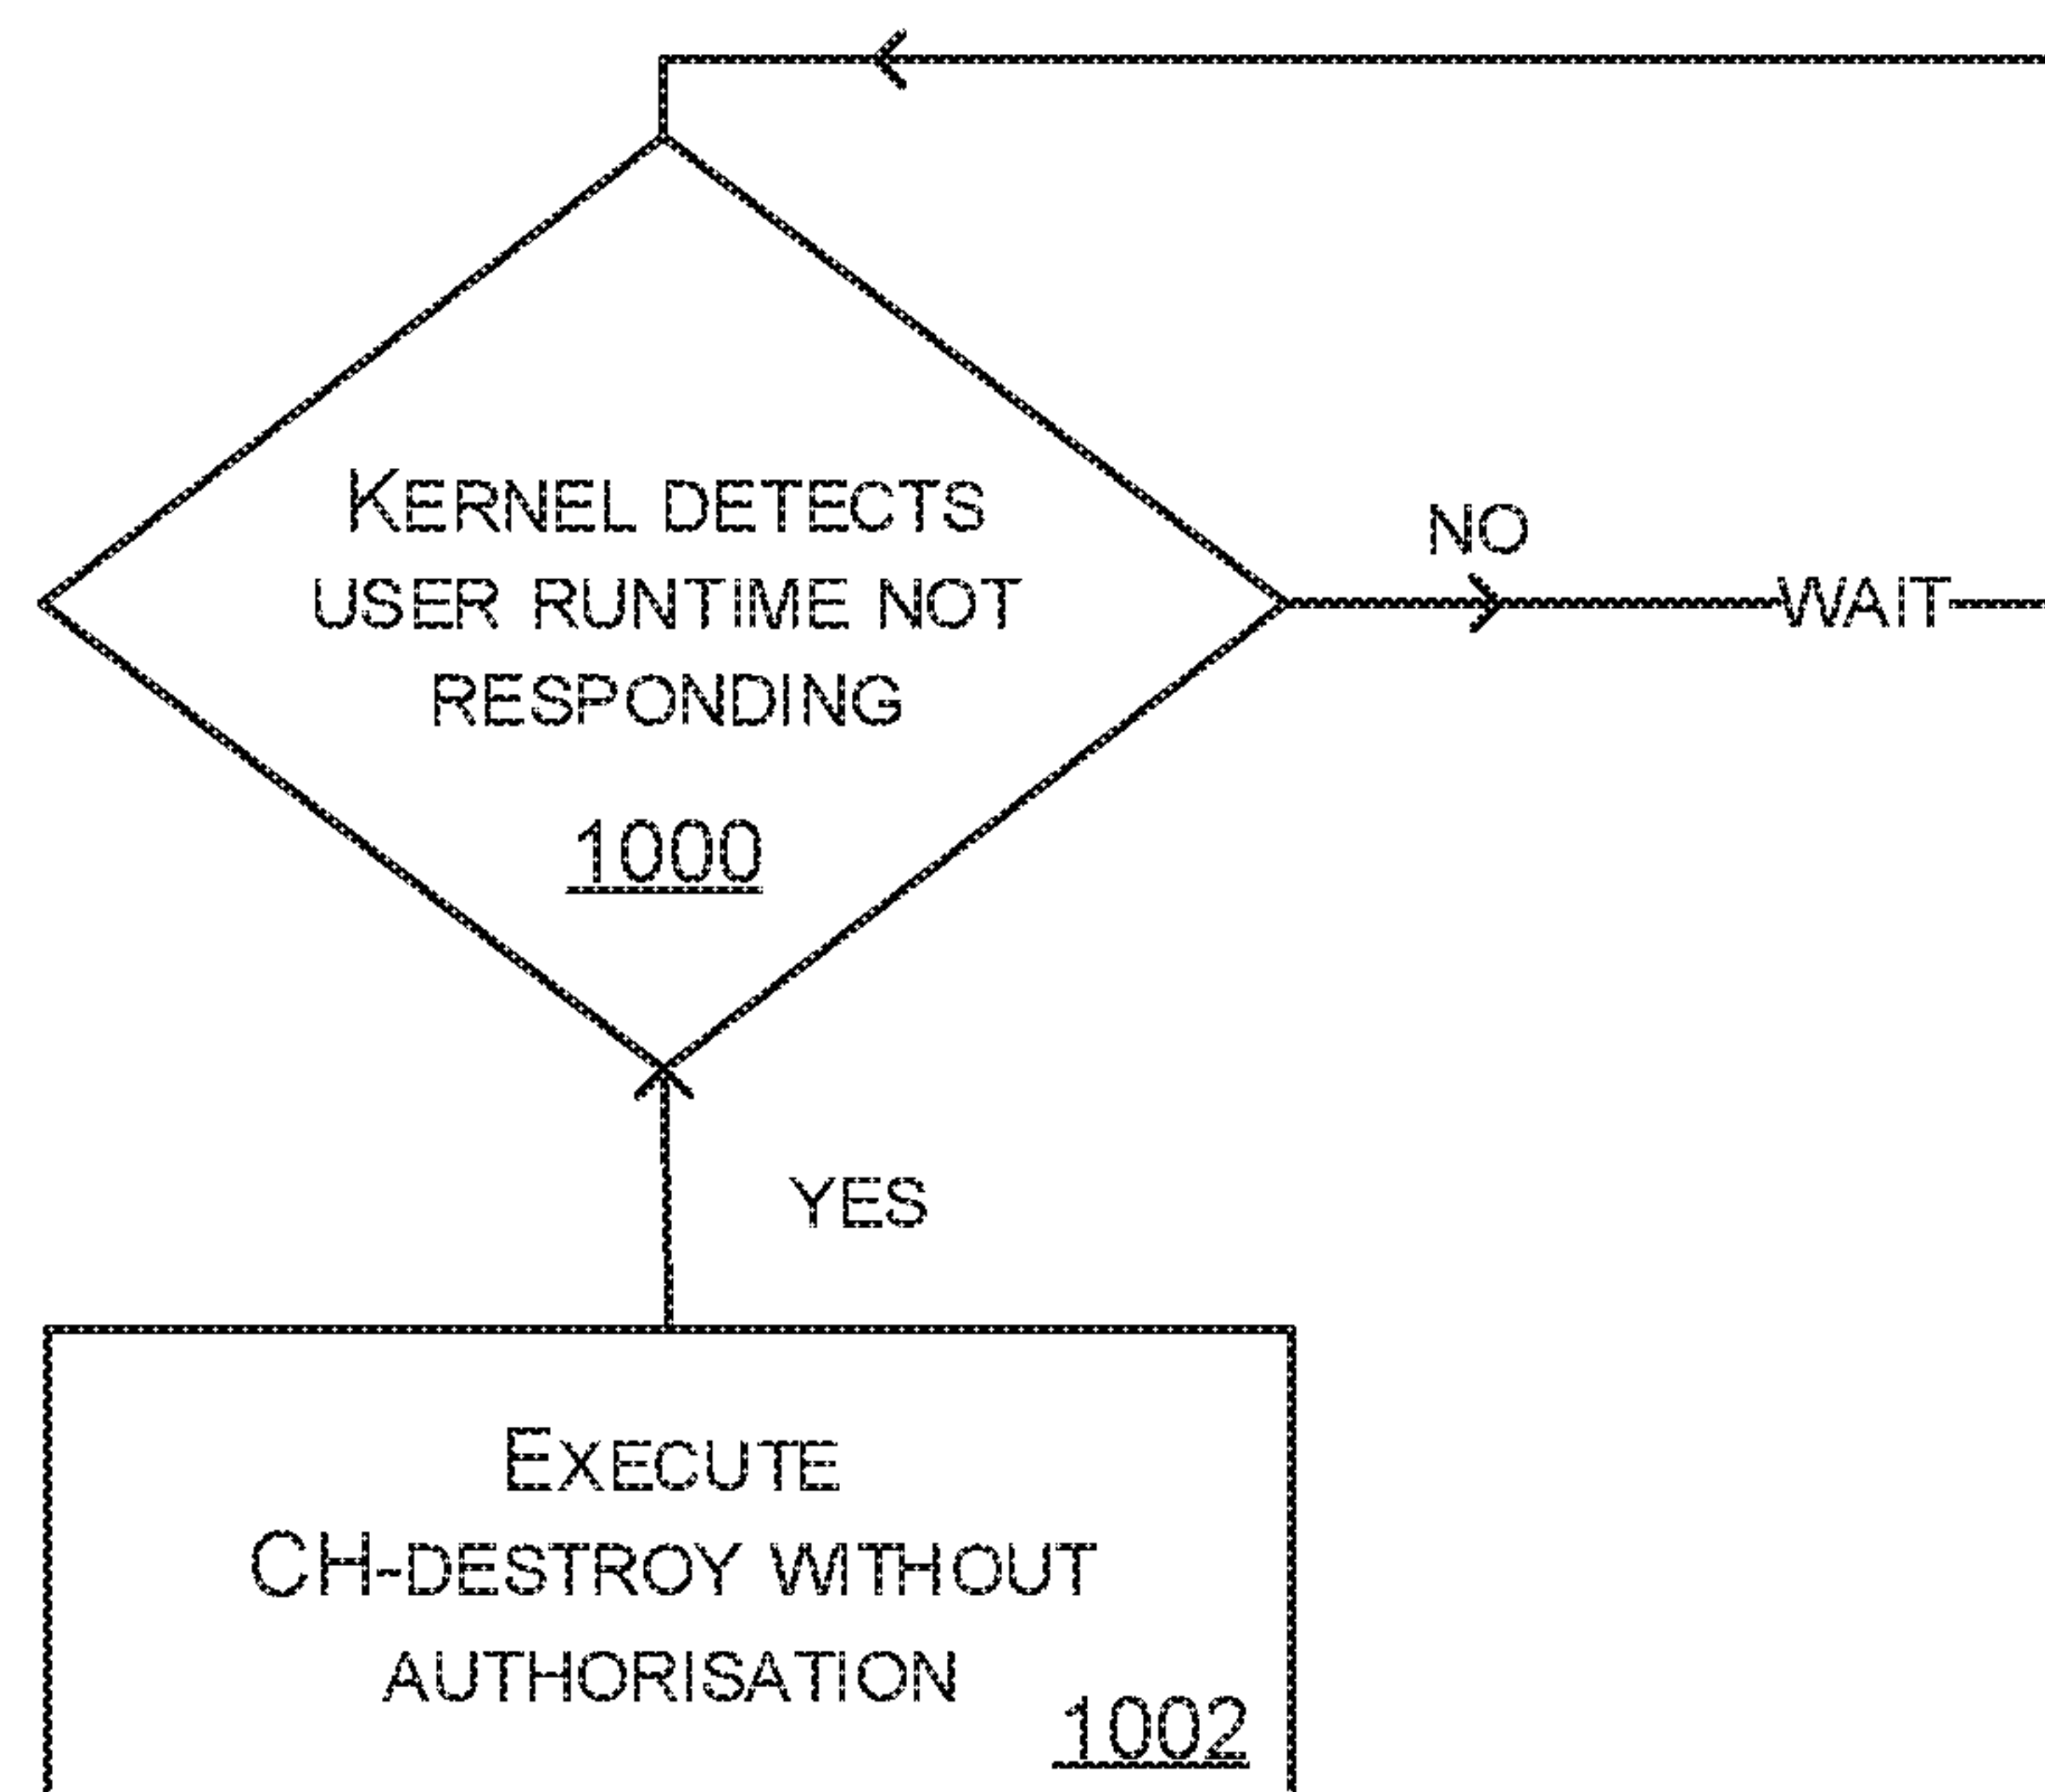 KERNEL DETECTS
USER RUNTIME NOT
RESPONDING
1000
NO
WAIT
YES
EXECUTE
CH-DESTROY WITHOUT
AUTHORISATION
1002